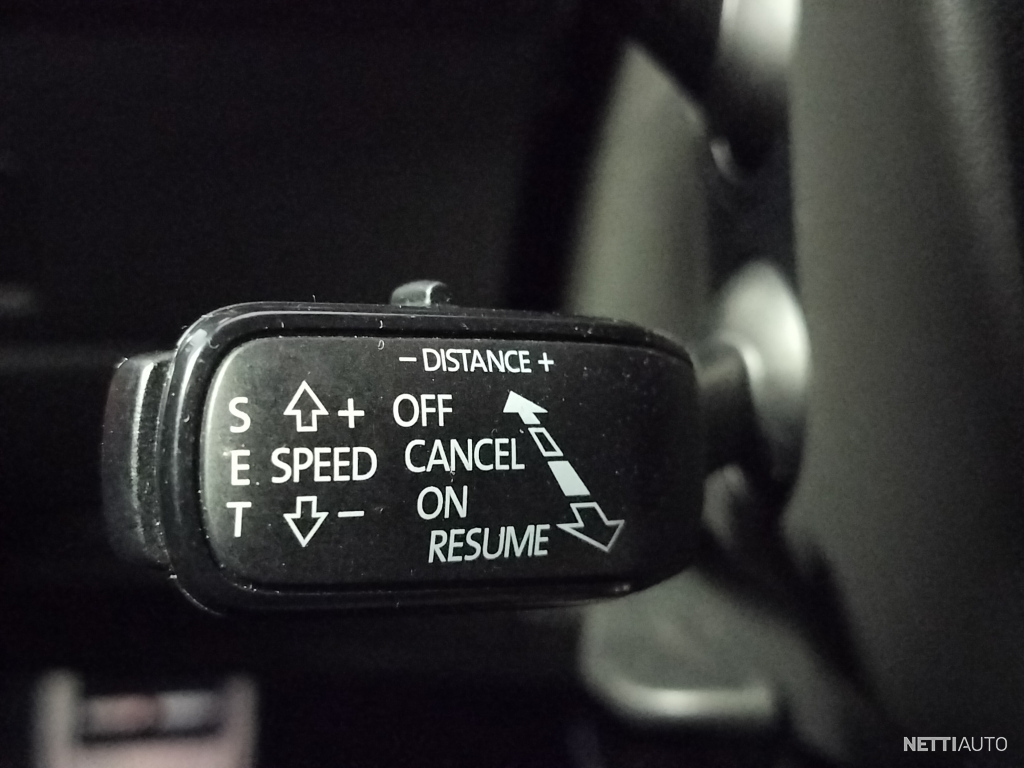 - DISTANCE +
S + OFF
E SPEED CANCEL
T - ON
RESUME
NETTIAUTO